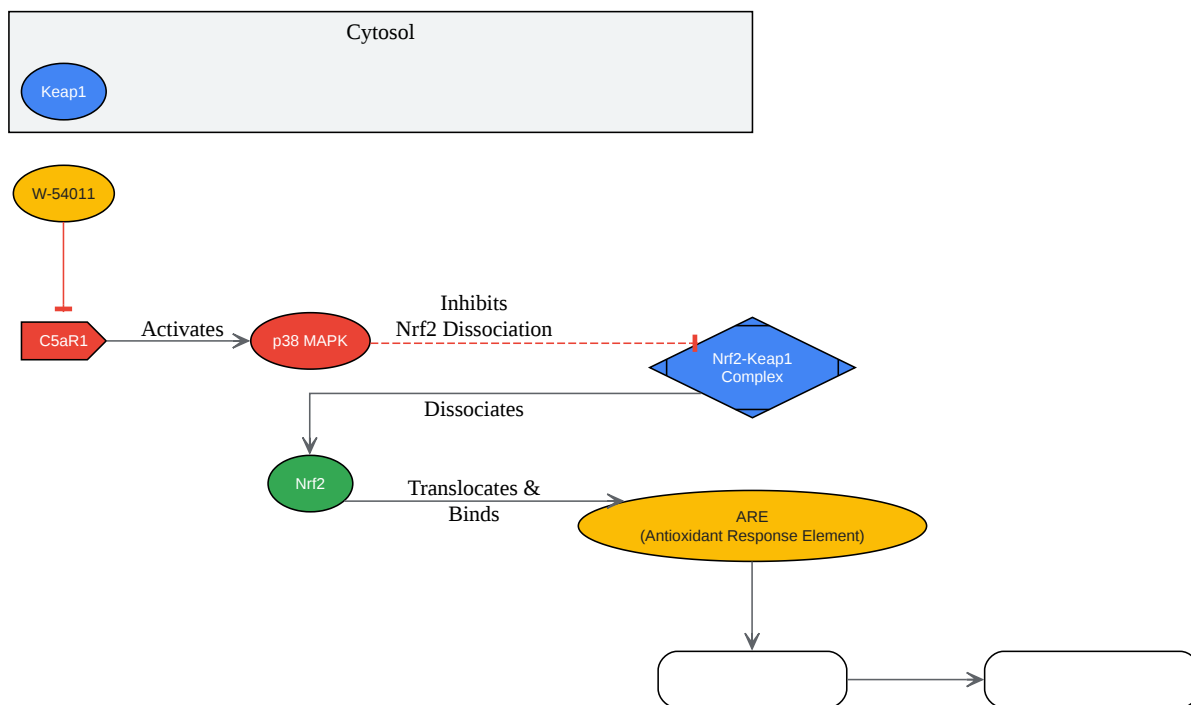 Cytosol
Keap1
W-54011
C5aR1
Activates
p38 MAPK
Inhibits
Nrf2 Dissociation
Nrf2-Keap1
Complex
Dissociates
Nrf2
Translocates &
Binds
ARE
(Antioxidant Response Element)